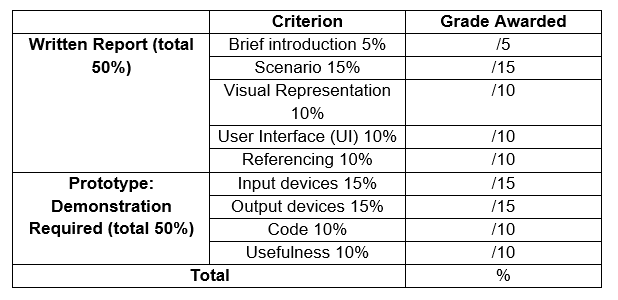 Criterion Grade Awarded
Written Report (total 50%) Brief introduction 5% /5
Scenario 15% /15
Visual Representation 10% /10
User Interface (UI) 10% /10
Referencing 10% /10
Prototype: Demonstration Required (total 50%) Input devices 15% /15
Output devices 15% /15
Code 10% /10
Usefulness 10% /10
Total %